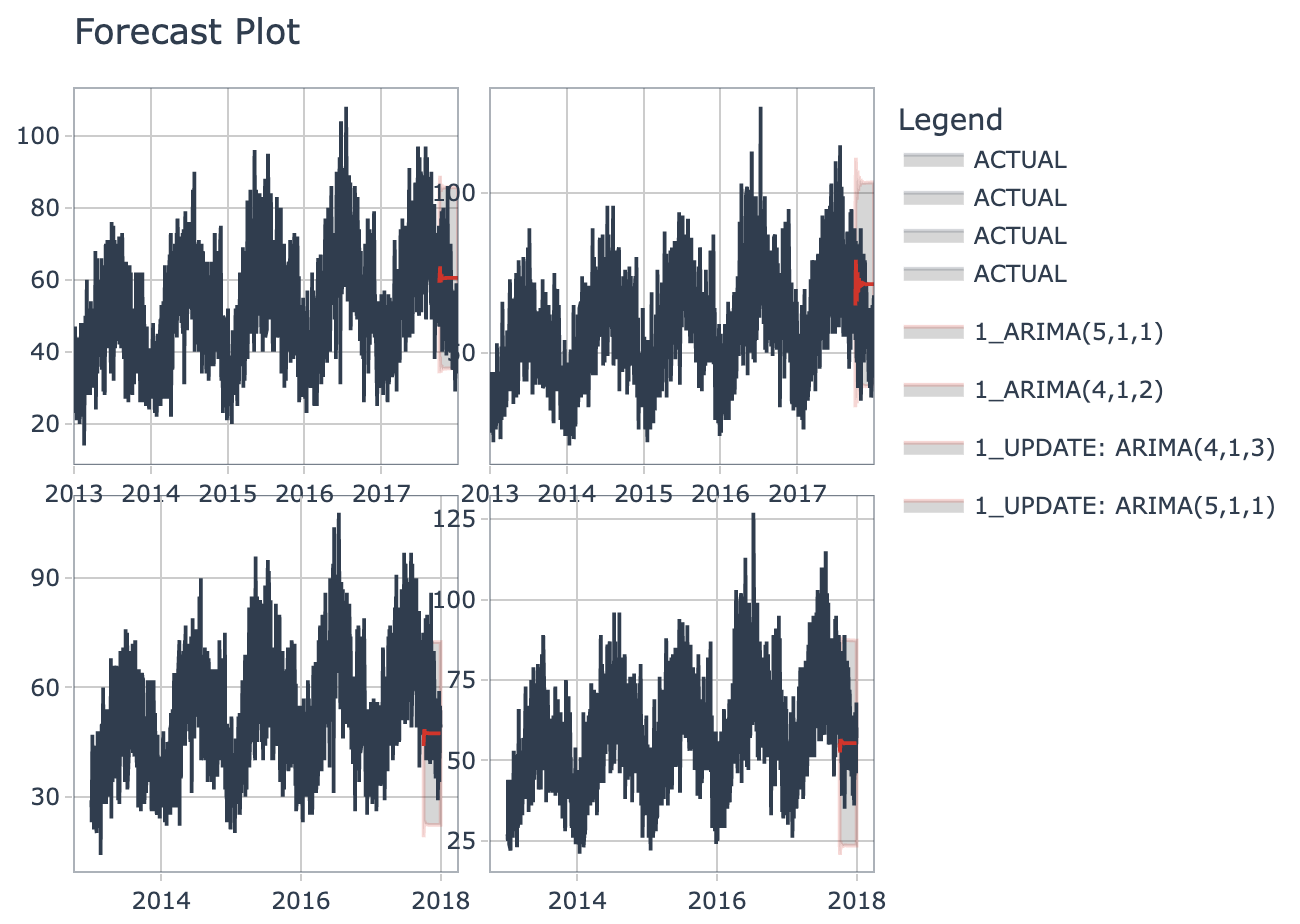 Forecast Plot
100
80
60
40
20
2013 2014 2015 2016 2017
100
50
2013 2014 2015 2016 2017
90
60
30
2014 2016 2018
125
100
75
50
25
2014 2016 2018
Legend
ACTUAL
ACTUAL
ACTUAL
ACTUAL
1_ARIMA(5,1,1)
1_ARIMA(4,1,2)
1_UPDATE: ARIMA(4,1,3)
1_UPDATE: ARIMA(5,1,1)